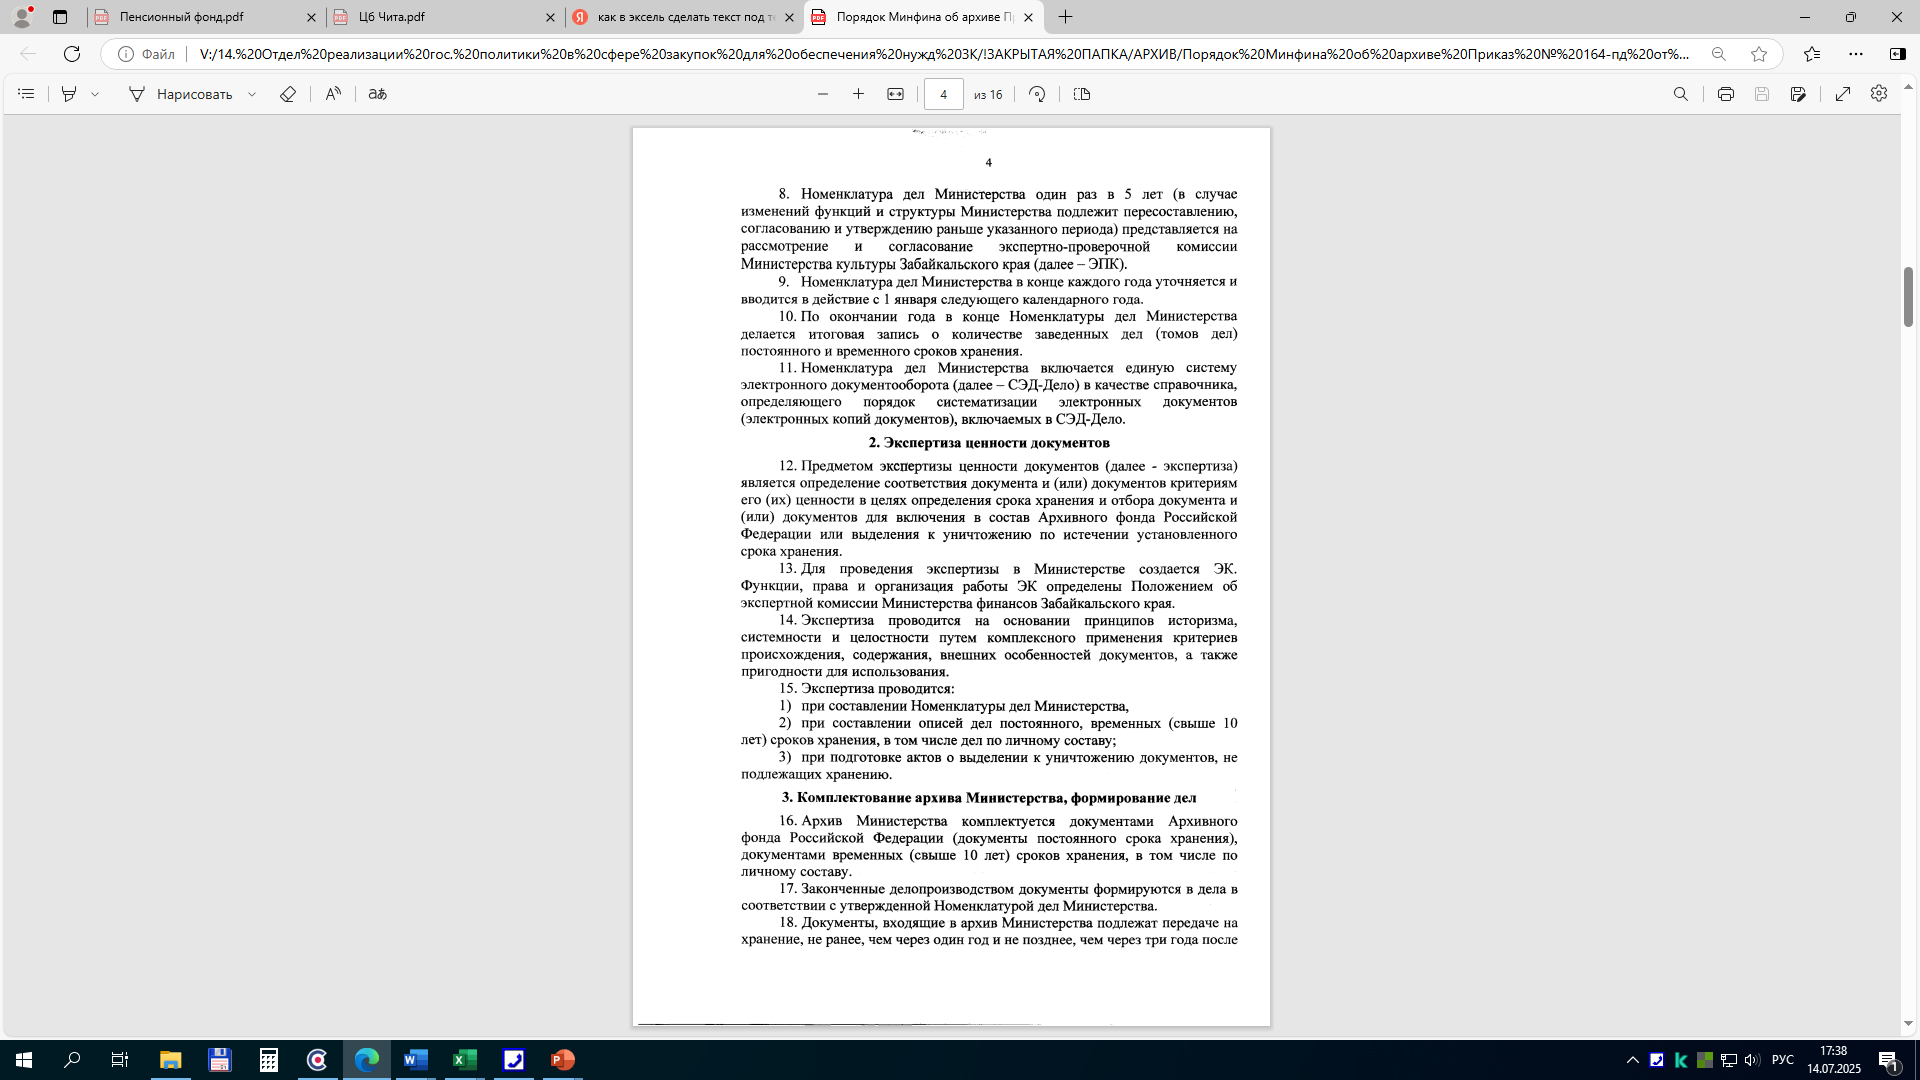 Пенсионный фонд.pdf
Цб Чита.pdf
как в эксель сделать текст под т
Порядок Минфина об архиве П
Файл
V:/14.%20Отдел%20реализации%20гос.%20политики%20в%20сфере%20закупок%20для%20обеспечения%20нужд%20ЗК/!ЗАКРЫТАЯ%20ПАПКА/АРХИВ/Порядок%20Минфина%20об%20архиве%20Приказ%20№%20164-пд%20от%...
Нарисовать
4
из 16
4
8. Номенклатура дел Министерства один раз в 5 лет (в случае
изменений функций и структуры Министерства подлежит пересоставлению,
согласованию и утверждению раньше указанного периода) представляется на
рассмотрение и согласование экспертно-проверочной комиссии
Министерства культуры Забайкальского края (далее – ЭПК).
9. Номенклатура дел Министерства в конце каждого года уточняется и
вводится в действие с 1 января следующего календарного года.
10. По окончании года в конце Номенклатуры дел Министерства
делается итоговая запись о количестве заведенных дел (томов дел)
постоянного и временного сроков хранения.
11. Номенклатура дел Министерства включается единую систему
электронного документооборота (далее – СЭД-Дело) в качестве справочника,
определяющего порядок систематизации электронных документов
(электронных копий документов), включаемых в СЭД-Дело.
2. Экспертиза ценности документов
12. Предметом экспертизы ценности документов (далее - экспертиза)
является определение соответствия документа и (или) документов критериям
его (их) ценности в целях определения срока хранения и отбора документа и
(или) документов для включения в состав Архивного фонда Российской
Федерации или выделения к уничтожению по истечении установленного
срока хранения.
13. Для проведения экспертизы в Министерстве создается ЭК.
Функции, права и организация работы ЭК определены Положением об
экспертной комиссии Министерства финансов Забайкальского края.
14. Экспертиза проводится на основании принципов историзма,
системности и целостности путем комплексного применения критериев
происхождения, содержания, внешних особенностей документов, а также
пригодности для использования.
15. Экспертиза проводится:
1) при составлении Номенклатуры дел Министерства,
2) при составлении описей дел постоянного, временных (свыше 10
лет) сроков хранения, в том числе дел по личному составу;
3) при подготовке актов о выделении к уничтожению документов, не
подлежащих хранению.
3. Комплектование архива Министерства, формирование дел
16. Архив Министерства комплектуется документами Архивного
фонда Российской Федерации (документы постоянного срока хранения),
документами временных (свыше 10 лет) сроков хранения, в том числе по
личному составу.
17. Законченные делопроизводством документы формируются в дела в
соответствии с утвержденной Номенклатурой дел Министерства.
18. Документы, входящие в архив Министерства подлежат передаче на
хранение, не ранее, чем через один год и не позднее, чем через три года после
РУС
17:38
14.07.2025
1